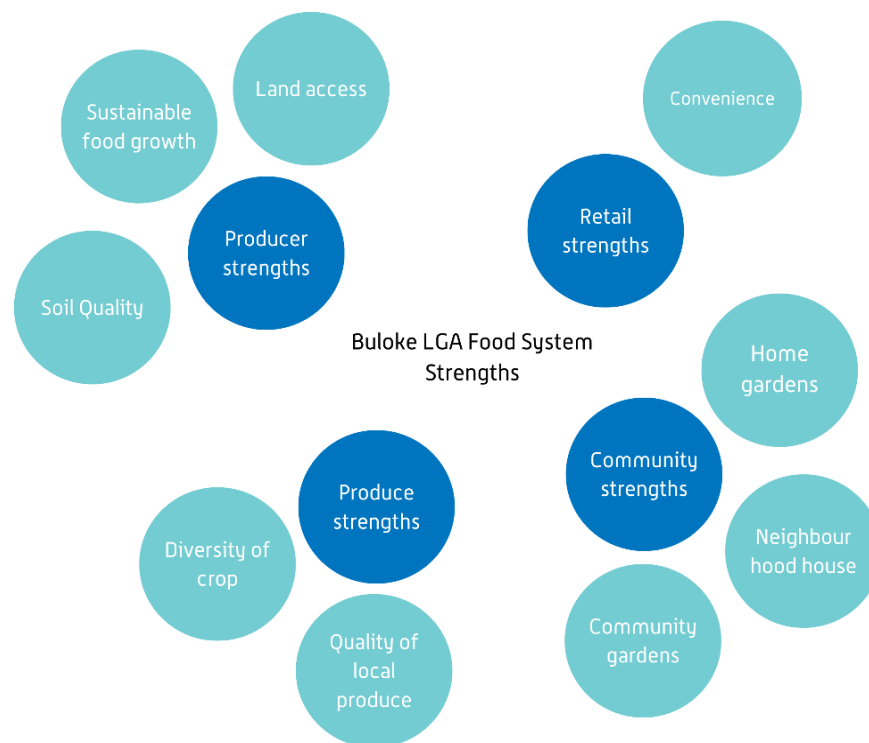 Land access
Sustainable
food growth
Convenience
Producer
strengths
Retail
strengths
Soil Quality
Buloke LGA Food System
Strengths
Home
gardens
Produce
strengths
Community
strengths
Diversity of
crop
Neighbour
hood house
Quality of
local
produce
Community
gardens